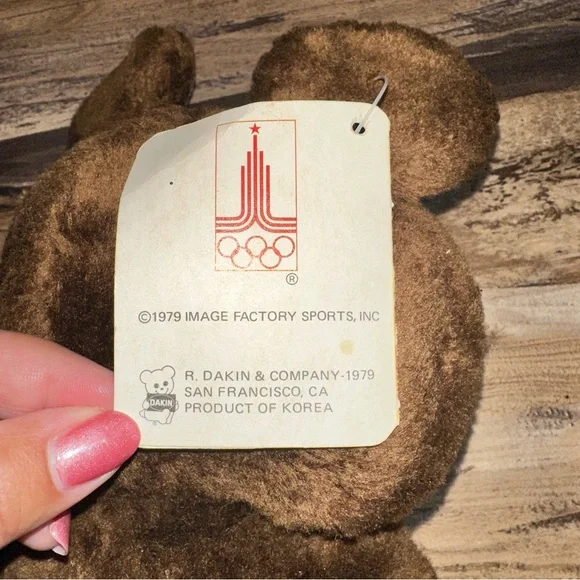 ®
©1979 IMAGE FACTORY SPORTS, INC
R. DAKIN & COMPANY-1979
SAN FRANCISCO, CA
DAKIN
PRODUCT OF KOREA